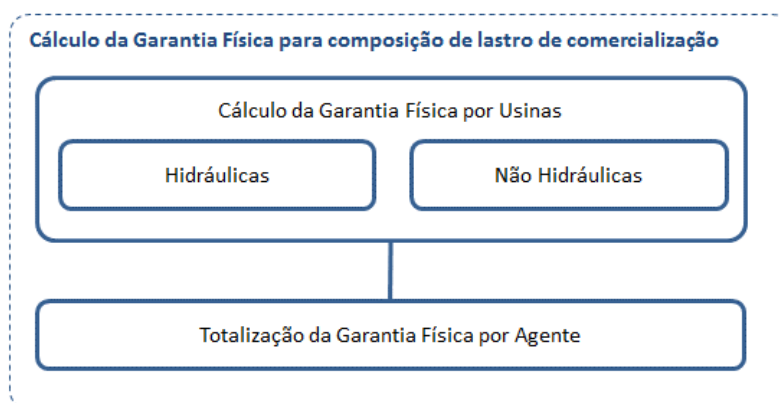 Cálculo da Garantia Física para composição de lastro de comercialização
Cálculo da Garantia Física por Usinas
Hidráulicas
Não Hidráulicas
Totalização da Garantia Física por Agente